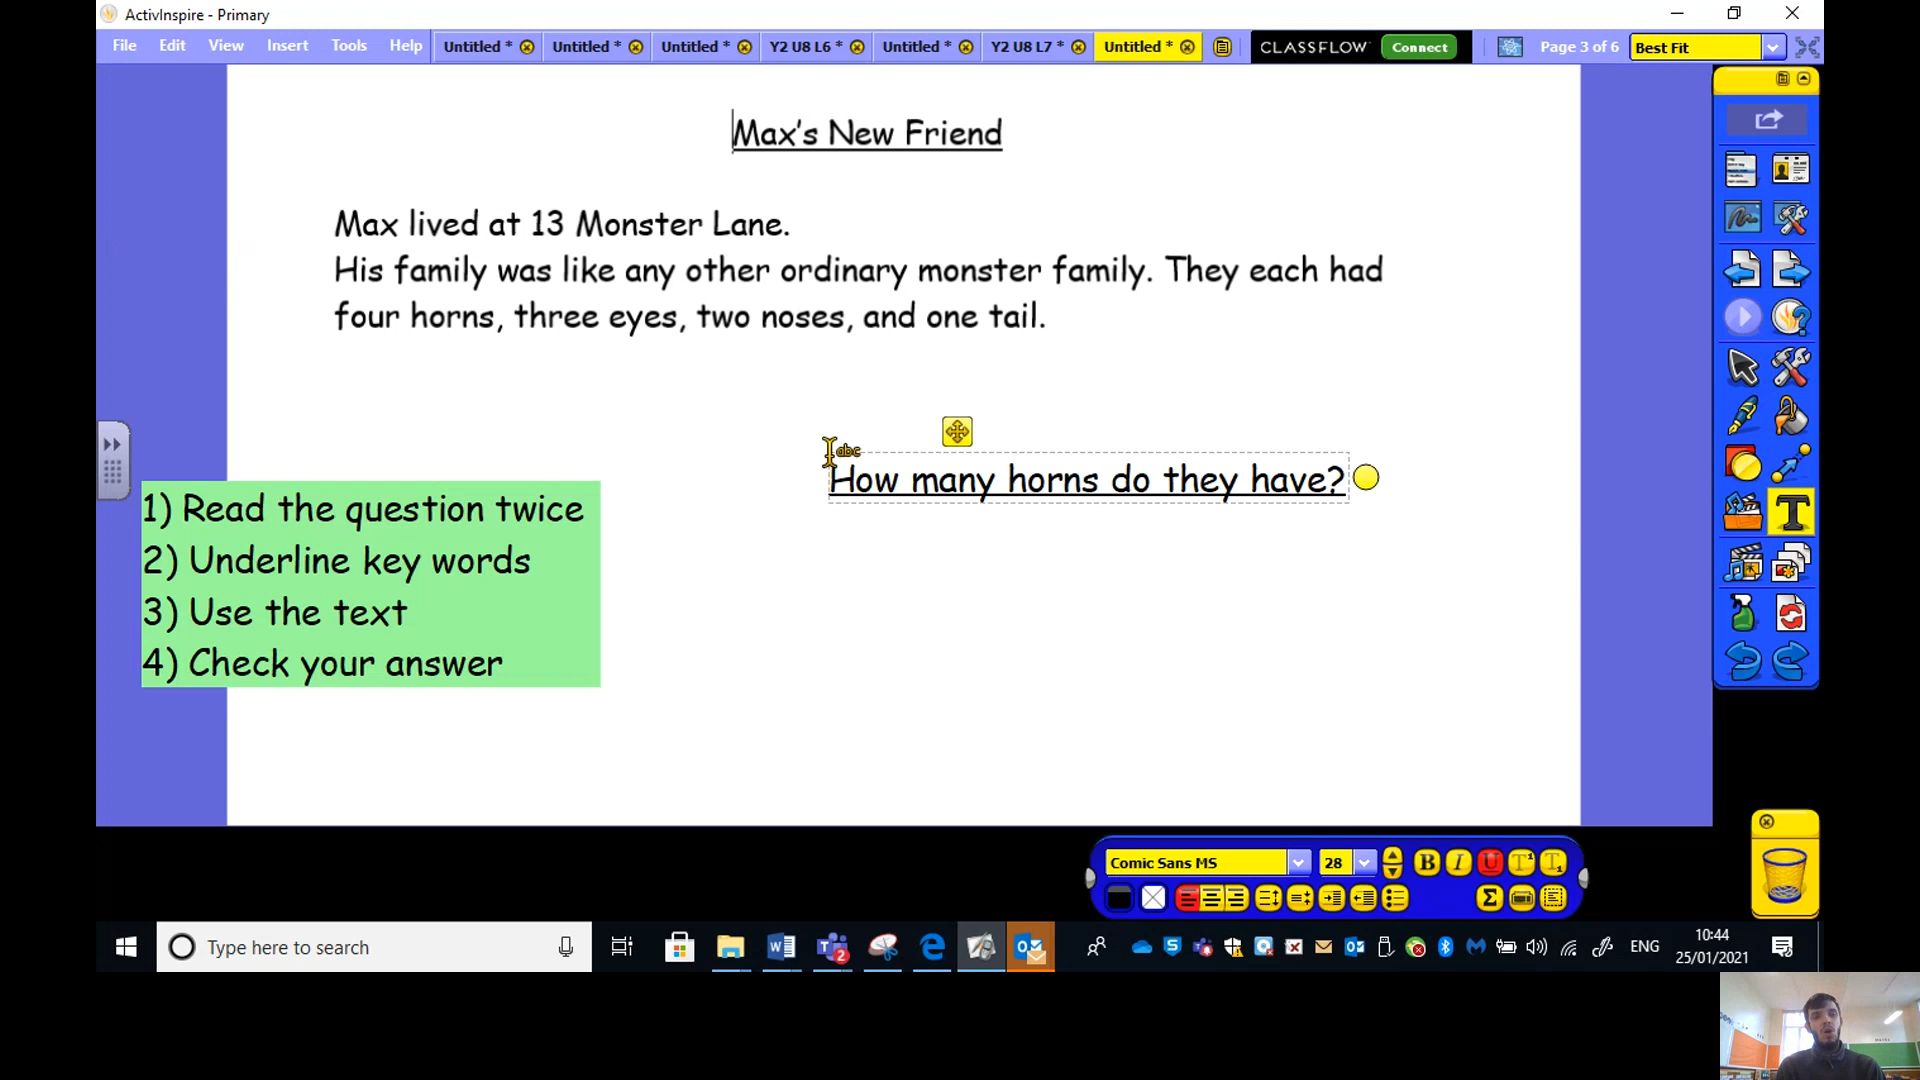 ActivInspire - Primary
File Edit View Insert Tools Help Untitled * Untitled * Untitled * Y2 U8 L6 * Untitled * Y2 U8 L7 * Untitled * CLASSFLOW Connect Page 3 of 6 Best Fit
Max's New Friend
Max lived at 13 Monster Lane.
His family was like any other ordinary monster family. They each had
four horns, three eyes, two noses, and one tail.
abc
How many horns do they have?
1) Read the question twice
2) Underline key words
3) Use the text
4) Check your answer
Comic Sans MS 28 B I U
Type here to search
ENG
10:44
25/01/2021